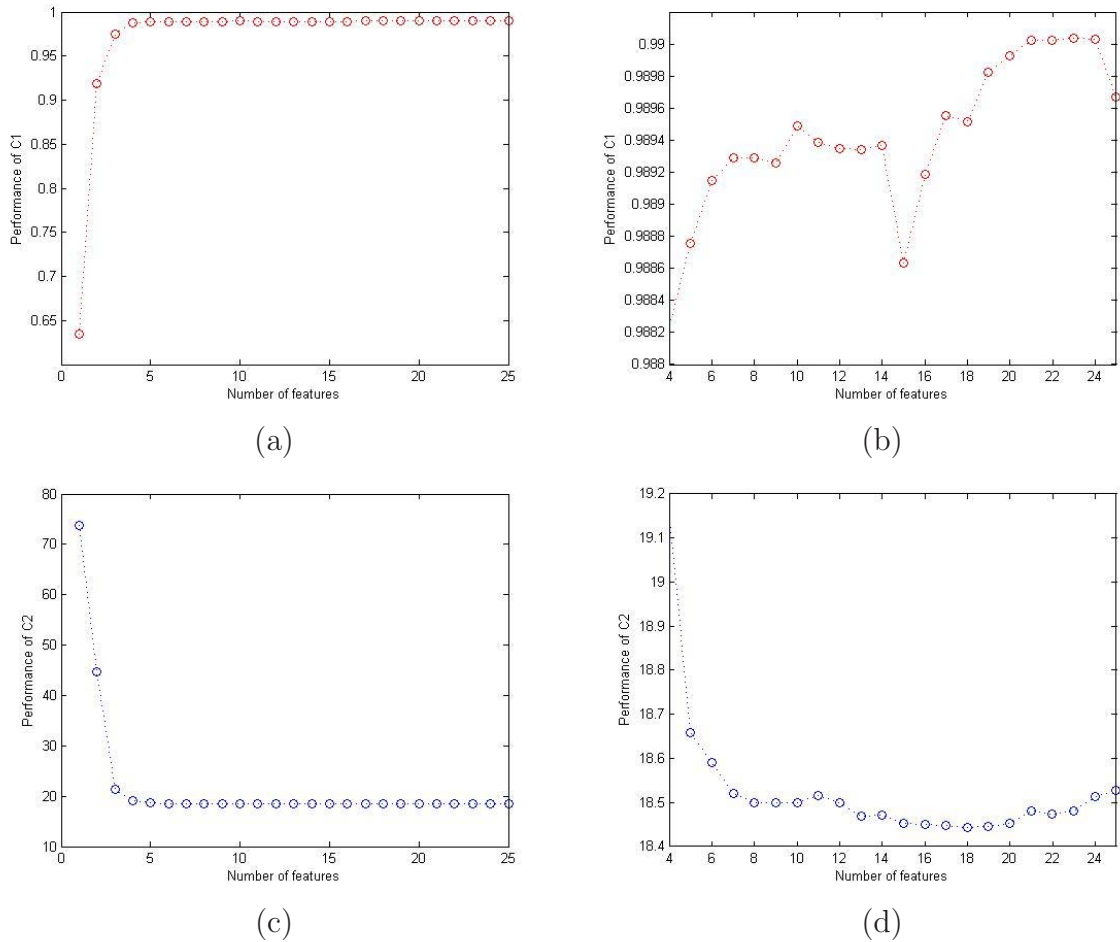 1
0.95
0.9
0.85
0.8
0.75
0.7
0.65
0 5 10 15 20 25
Performance of C1
Number of features
(a)
0.99
0.9898
0.9896
0.9894
0.9892
0.989
0.9888
0.9886
0.9884
0.9882
0.988
4 6 8 10 12 14 16 18 20 22 24
Performance of C1
Number of features
(b)
80
70
60
50
40
30
20
10
0 5 10 15 20 25
Performance of C2
Number of features
(c)
19.2
19.1
19
18.9
18.8
18.7
18.6
18.5
18.4
4 6 8 10 12 14 16 18 20 22 24
Performance of C2
Number of features
(d)